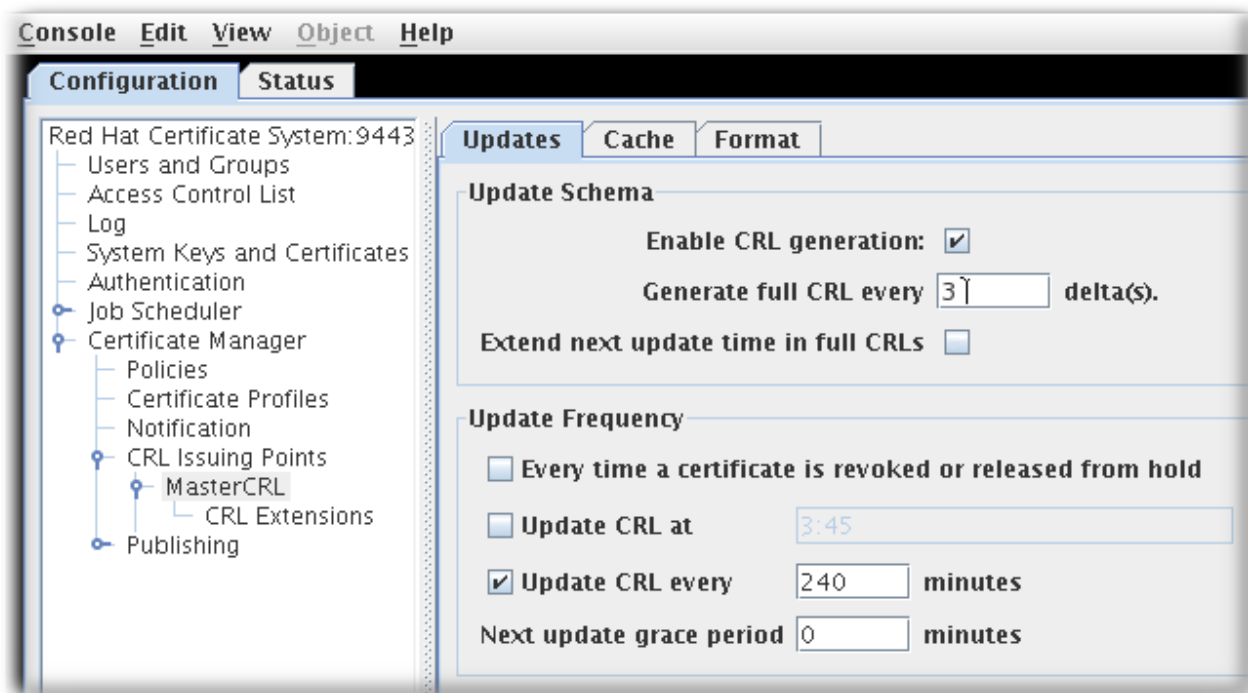 Console Edit View Object Help
Configuration Status
Red Hat Certificate System:9443
Users and Groups
Access Control List
Log
System Keys and Certificates
Authentication
Job Scheduler
Certificate Manager
Policies
Certificate Profiles
Notification
CRL Issuing Points
MasterCRL
CRL Extensions
Publishing
Updates Cache Format
Update Schema
Enable CRL generation:
Generate full CRL every 3 delta(s).
Extend next update time in full CRLs
Update Frequency
Every time a certificate is revoked or released from hold
Update CRL at 3:45
Update CRL every 240 minutes
Next update grace period 0 minutes